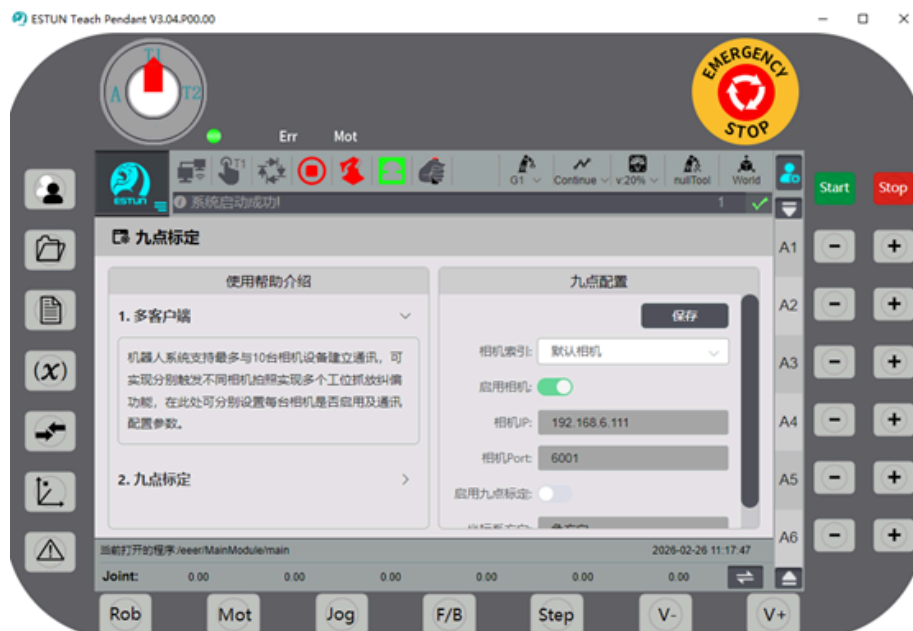 ESTUN Teach Pendant V3.04.P00.00
T1
A
T2
EMERGENCY
STOP
Err Mot
T1
G1 Continue v:20% nullTool World
Start Stop
ESTUN
系统启动成功! 1
九点标定
A1
使用帮助介绍
九点配置
1. 多客户端
保存
A2
机器人系统支持最多与10台相机设备建立通讯，可
实现分别触发不同相机拍照实现多个工位抓放纠偏
功能，在此处可分别设置每台相机是否启用及通讯
配置参数。
相机索引: 默认相机
A3
启用相机:
相机IP: 192.168.6.111
A4
相机Port: 6001
2. 九点标定
A5
启用九点标定:
A6
当前打开的程序:/eeer/MainModule/main 2026-02-26 11:17:47
Joint: 0.00 0.00 0.00 0.00 0.00 0.00
(x)
Rob Mot Jog F/B Step V- V+